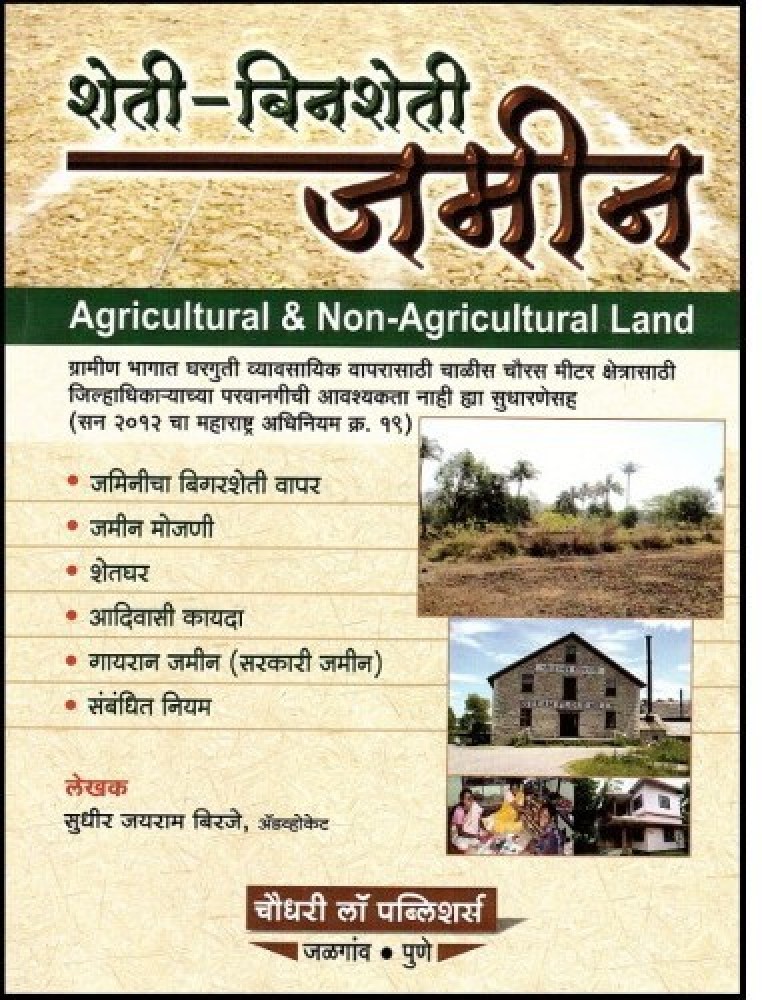 शेती-बिनशेती
जमीन
Agricultural & Non-Agricultural Land
ग्रामीण भागात घरगुती व्यावसायिक वापरासाठी चाळीस चौरस मीटर क्षेत्रासाठी
जिल्हाधिकाऱ्याच्या परवानगीची आवश्यकता नाही ह्या सुधारणेसह
(सन २०१२ चा महाराष्ट्र अधिनियम क्र. १९)
• जमिनीचा बिगरशेती वापर
• जमीन मोजणी
• शेतघर
• आदिवासी कायदा
• गायरान जमीन (सरकारी जमीन)
• संबंधित नियम
लेखक
सुधीर जयराम बिरजे, ॲडव्होकेट
चौधरी लॉ पब्लिशर्स
जळगांव ● पुणे